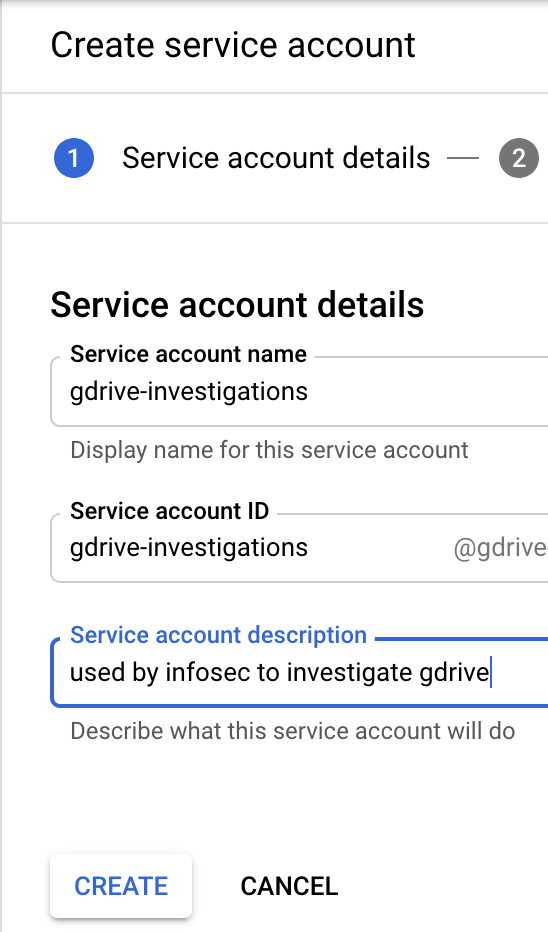 Create service account
1 Service account details — 2
Service account details
Service account name
gdrive-investigations
Display name for this service account
Service account ID
gdrive-investigations @gdrive
Service account description
used by infosec to investigate gdrive
Describe what this service account will do
CREATE CANCEL